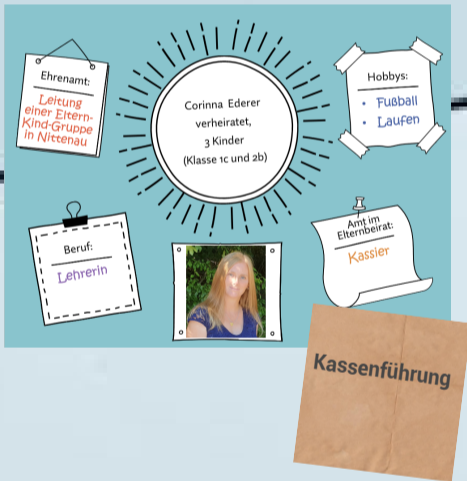 Ehrenamt:
Leitung
einer Eltern-
Kind-Gruppe
in Nittenau
Corinna Ederer
verheiratet,
3 Kinder
(Klasse 1c und 2b)
Hobbys:
• Fußball
• Laufen
Beruf:
Lehrerin
Amt im
Elternbeirat:
Kassier
Kassenführung